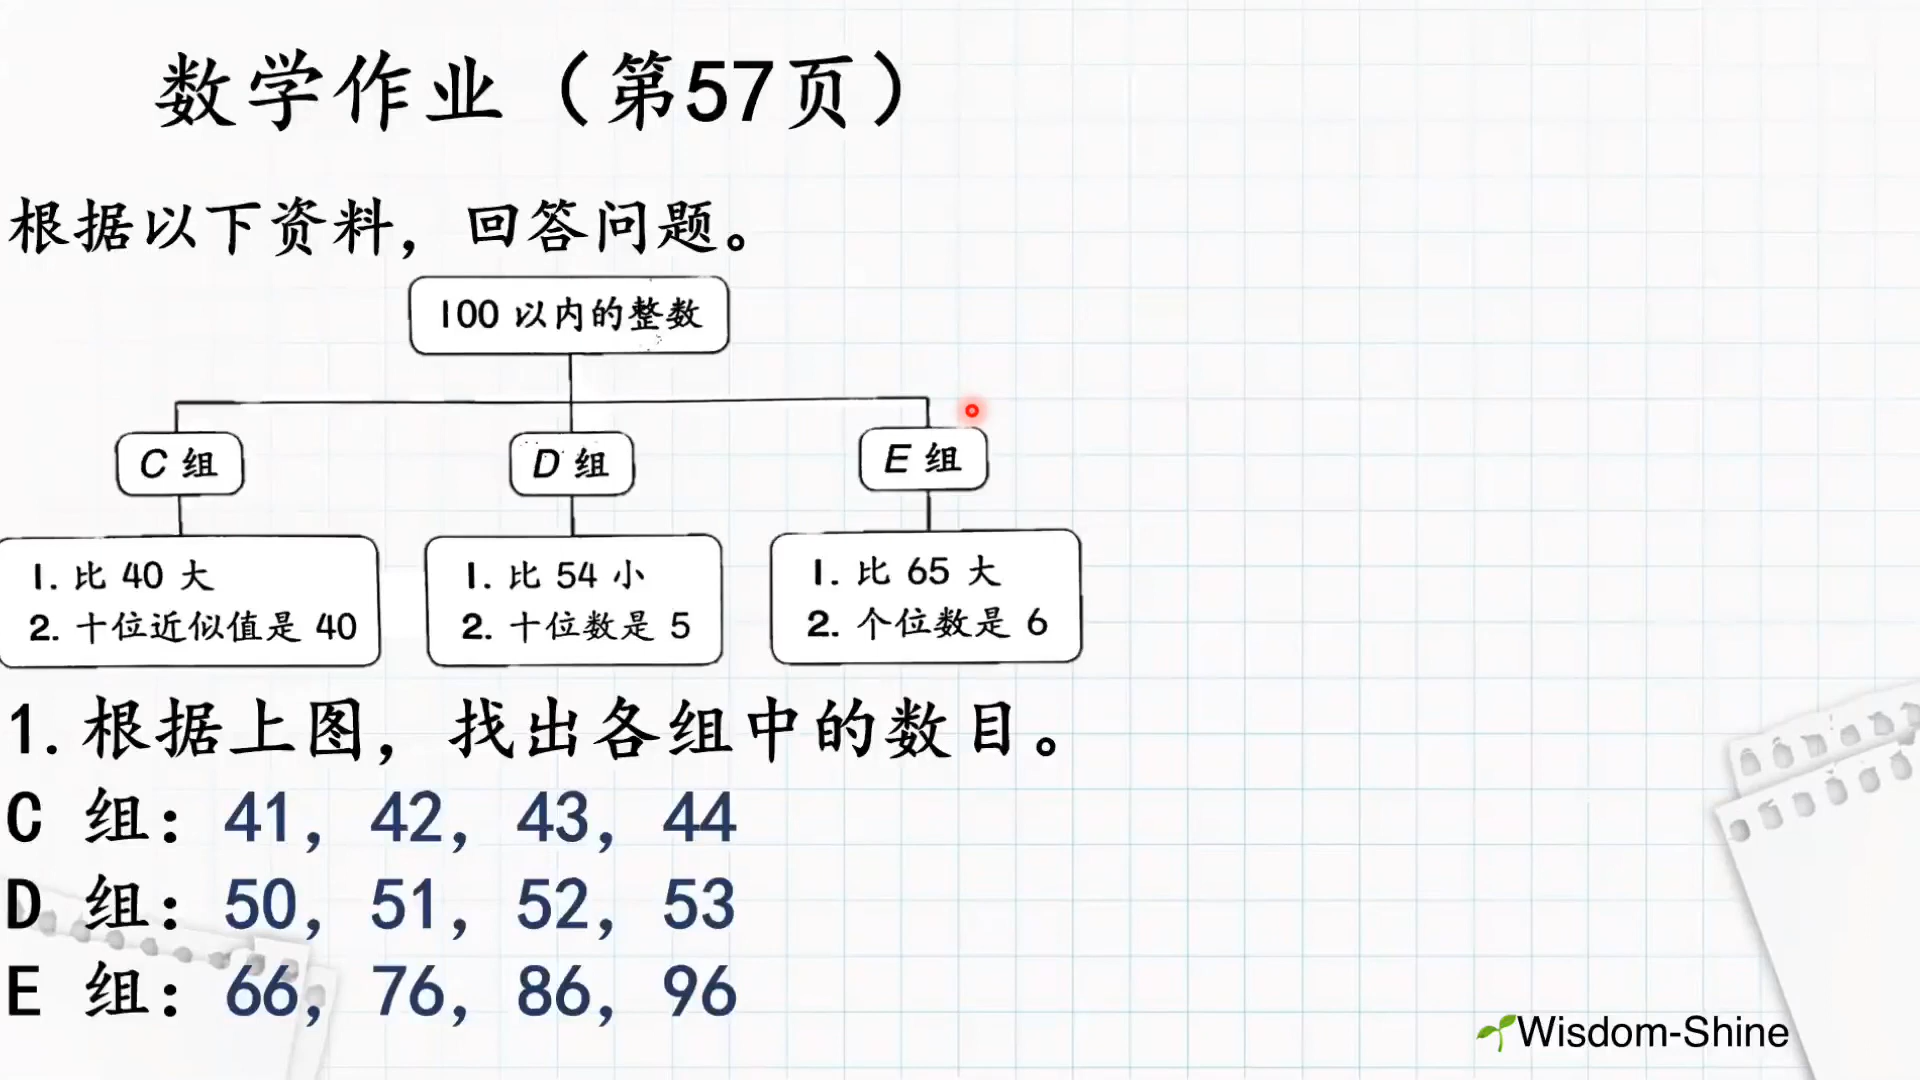 数学作业（第57页）
根据以下资料，回答问题。
100 以内的整数
C 组
D 组
E 组
1. 比 40 大
2. 十位近似值是 40
1. 比 54 小
2. 十位数是 5
1. 比 65 大
2. 个位数是 6
1. 根据上图，找出各组中的数目。
C 组：41，42，43，44
D 组：50，51，52，53
E 组：66，76，86，96
Wisdom-Shine